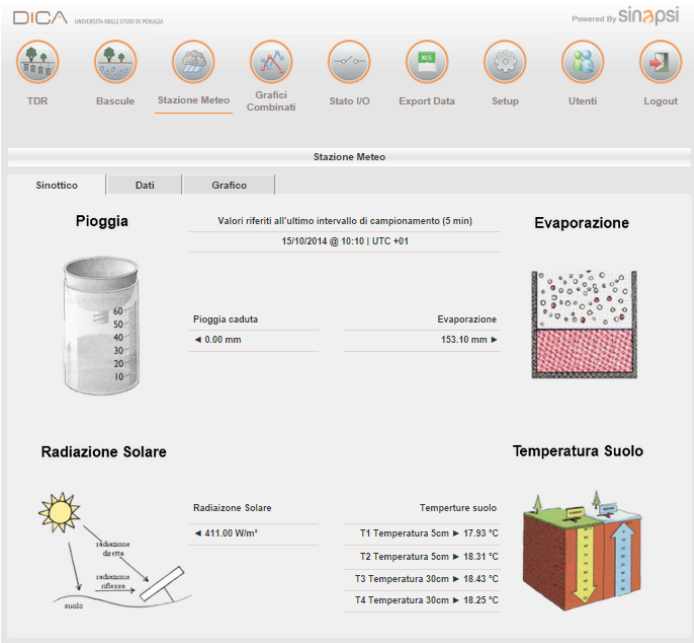 DICA UNIVERSITÀ DEGLI STUDI DI PERUGIA
Powered By sinapsi
TDR
Bascule
Stazione Meteo
Grafici Combinati
Stato I/O
XLS
Export Data
Setup
Utenti
Logout
Stazione Meteo
Sinottico
Dati
Grafico
Pioggia
Valori riferiti all'ultimo intervallo di campionamento (5 min)
Evaporazione
15/10/2014 @ 10:10 | UTC +01
60
50
40
30
20
10
Pioggia caduta
Evaporazione
◄ 0.00 mm
153.10 mm ►
Radiazione Solare
Temperatura Suolo
Radiaizone Solare
Temperture suolo
◄ 411.00 W/m²
T1 Temperatura 5cm ► 17.93 °C
T2 Temperatura 5cm ► 18.31 °C
T3 Temperatura 30cm ► 18.43 °C
T4 Temperatura 30cm ► 18.25 °C
radiazione
diretta
radiazione
riflessa
suolo